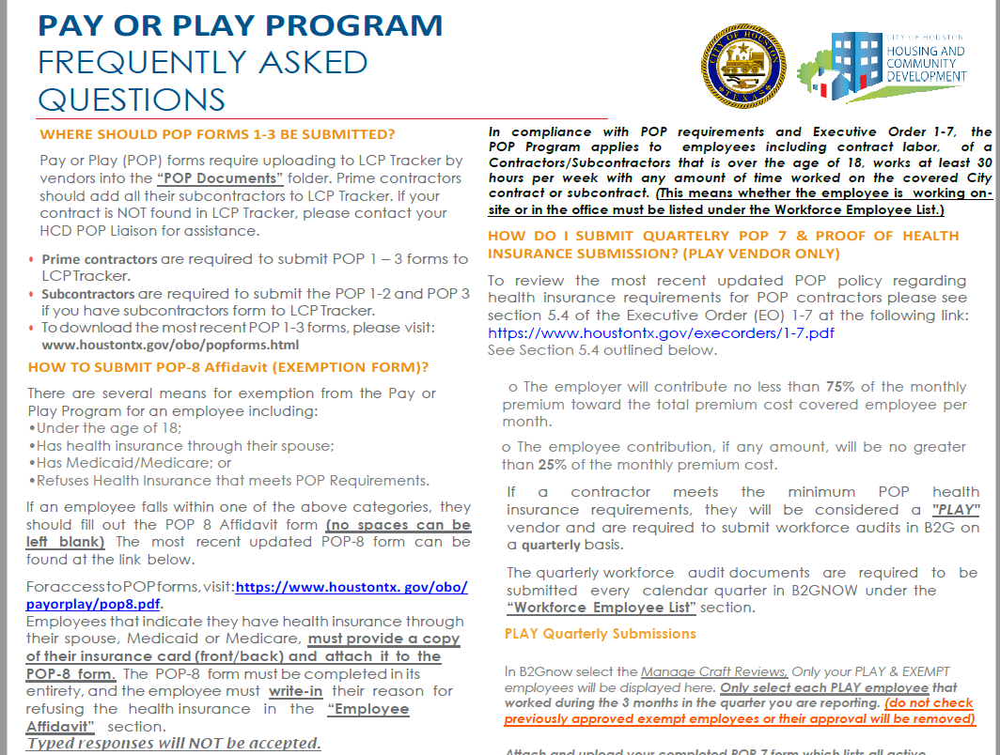 PAY OR PLAY PROGRAM
FREQUENTLY ASKED
QUESTIONS
CITY OF HOUSTON
TEXAS
CITY OF HOUSTON
HOUSING AND
COMMUNITY
DEVELOPMENT
WHERE SHOULD POP FORMS 1-3 BE SUBMITTED?
Pay or Play (POP) forms require uploading to LCP Tracker by
vendors into the “POP Documents” folder. Prime contractors
should add all their subcontractors to LCP Tracker. If your
contract is NOT found in LCP Tracker, please contact your
HCD POP Liaison for assistance.
• Prime contractors are required to submit POP 1 – 3 forms to
LCPTracker.
• Subcontractors are required to submit the POP 1-2 and POP 3
if you have subcontractors form to LCPTracker.
• To download the most recent POP 1-3 forms, please visit:
www.houstontx.gov/obo/popforms.html
HOW TO SUBMIT POP-8 Affidavit (EXEMPTION FORM)?
There are several means for exemption from the Pay or
Play Program for an employee including:
•Under the age of 18;
•Has health insurance through their spouse;
•Has Medicaid/Medicare; or
•Refuses Health Insurance that meets POP Requirements.
If an employee falls within one of the above categories, they
should fill out the POP 8 Affidavit form (no spaces can be
left blank) The most recent updated POP-8 form can be
found at the link below.
For access to POP forms, visit: https://www.houstontx. gov/obo/
payorplay/pop8.pdf.
Employees that indicate they have health insurance through
their spouse, Medicaid or Medicare, must provide a copy
of their insurance card (front/back) and attach it to the
POP-8 form. The POP-8 form must be completed in its
entirety, and the employee must write-in their reason for
refusing the health insurance in the “Employee
Affidavit” section.
Typed responses will NOT be accepted.
In compliance with POP requirements and Executive Order 1-7, the
POP Program applies to employees including contract labor, of a
Contractors/Subcontractors that is over the age of 18, works at least 30
hours per week with any amount of time worked on the covered City
contract or subcontract. (This means whether the employee is working on-
site or in the office must be listed under the Workforce Employee List.)
HOW DO I SUBMIT QUARTELRY POP 7 & PROOF OF HEALTH
INSURANCE SUBMISSION? (PLAY VENDOR ONLY)
To review the most recent updated POP policy regarding
health insurance requirements for POP contractors please see
section 5.4 of the Executive Order (EO) 1-7 at the following link:
https://www.houstontx.gov/execorders/1-7.pdf
See Section 5.4 outlined below.
o The employer will contribute no less than 75% of the monthly
premium toward the total premium cost covered employee per
month.
o The employee contribution, if any amount, will be no greater
than 25% of the monthly premium cost.
If a contractor meets the minimum POP health
insurance requirements, they will be considered a "PLAY"
vendor and are required to submit workforce audits in B2G on
a quarterly basis.
The quarterly workforce audit documents are required to be
submitted every calendar quarter in B2GNOW under the
“Workforce Employee List” section.
PLAY Quarterly Submissions
In B2Gnow select the Manage Craft Reviews, Only your PLAY & EXEMPT
employees will be displayed here. Only select each PLAY employee that
worked during the 3 months in the quarter you are reporting. (do not check
previously approved exempt employees or their approval will be removed)
Attach and upload your completed POP 7 form which lists all active